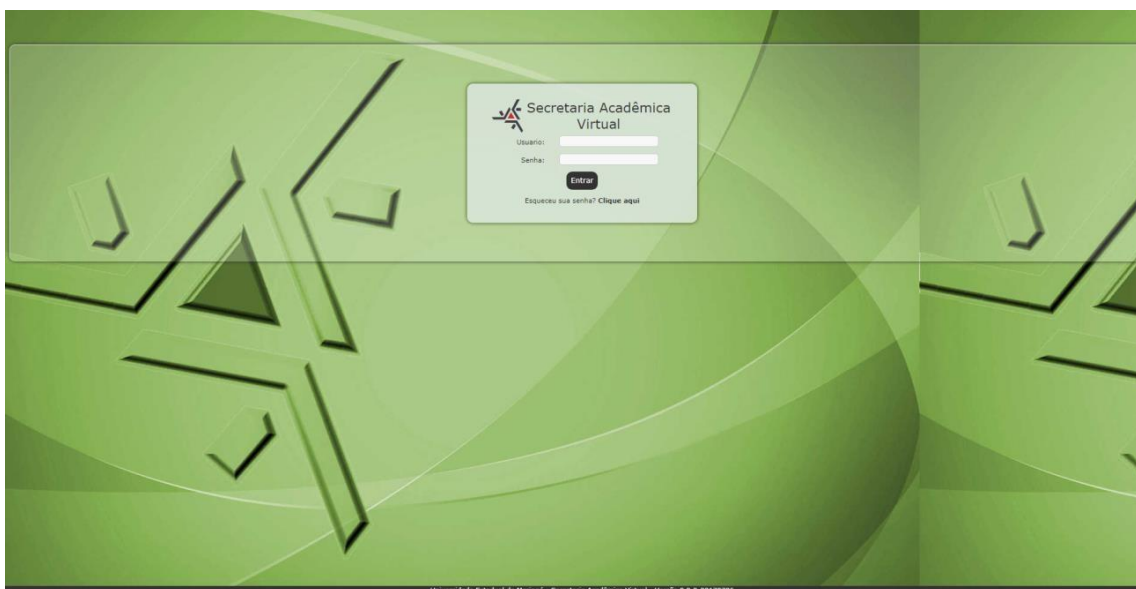 Secretaria Acadêmica
Virtual
Usuario:
Senha:
Entrar
Esqueceu sua senha? Clique aqui